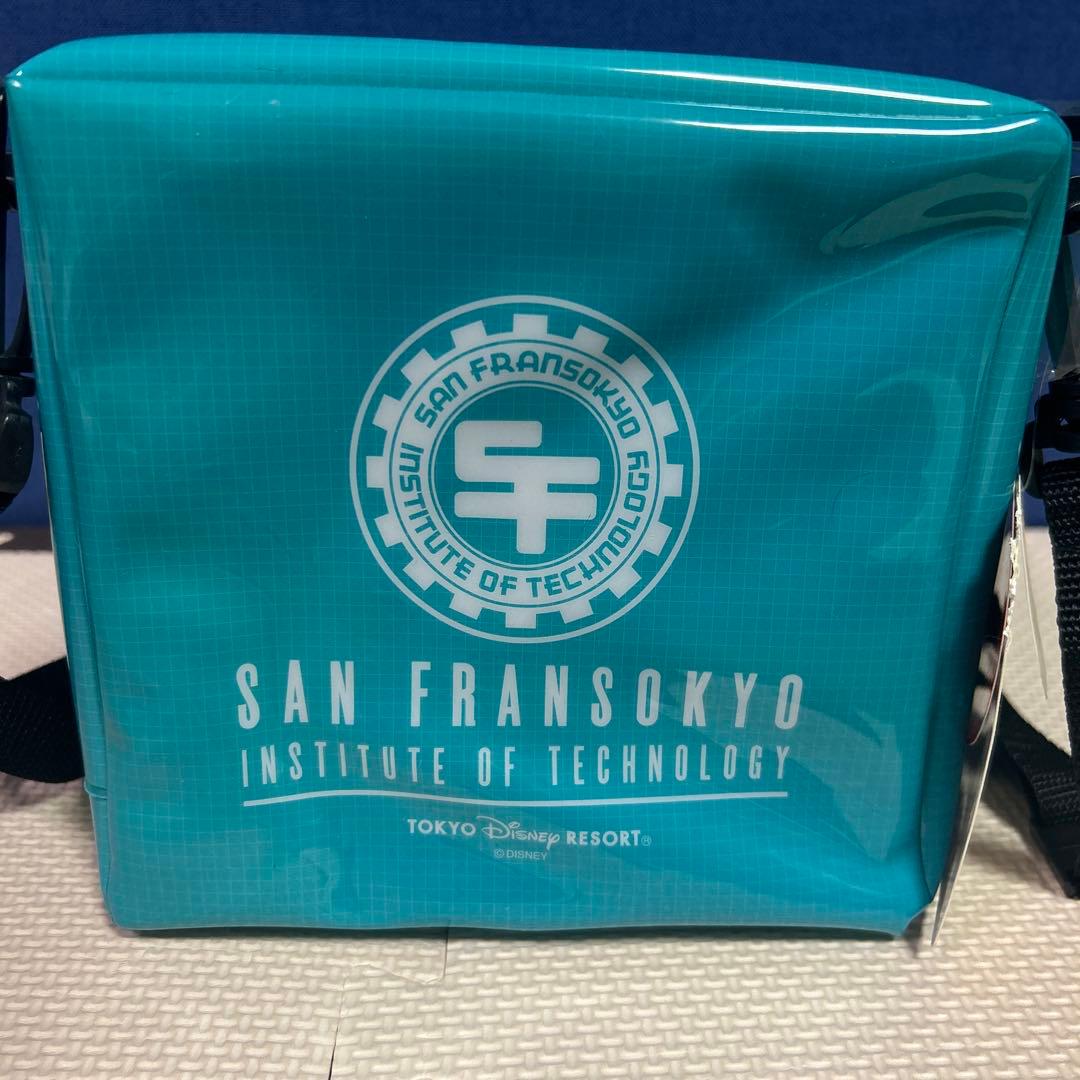 SAN FRANSOKYO
INSTITUTE OF TECHNOLOGY
SF
SAN FRANSOKYO
INSTITUTE OF TECHNOLOGY
TOKYO Disney RESORT®
© DISNEY